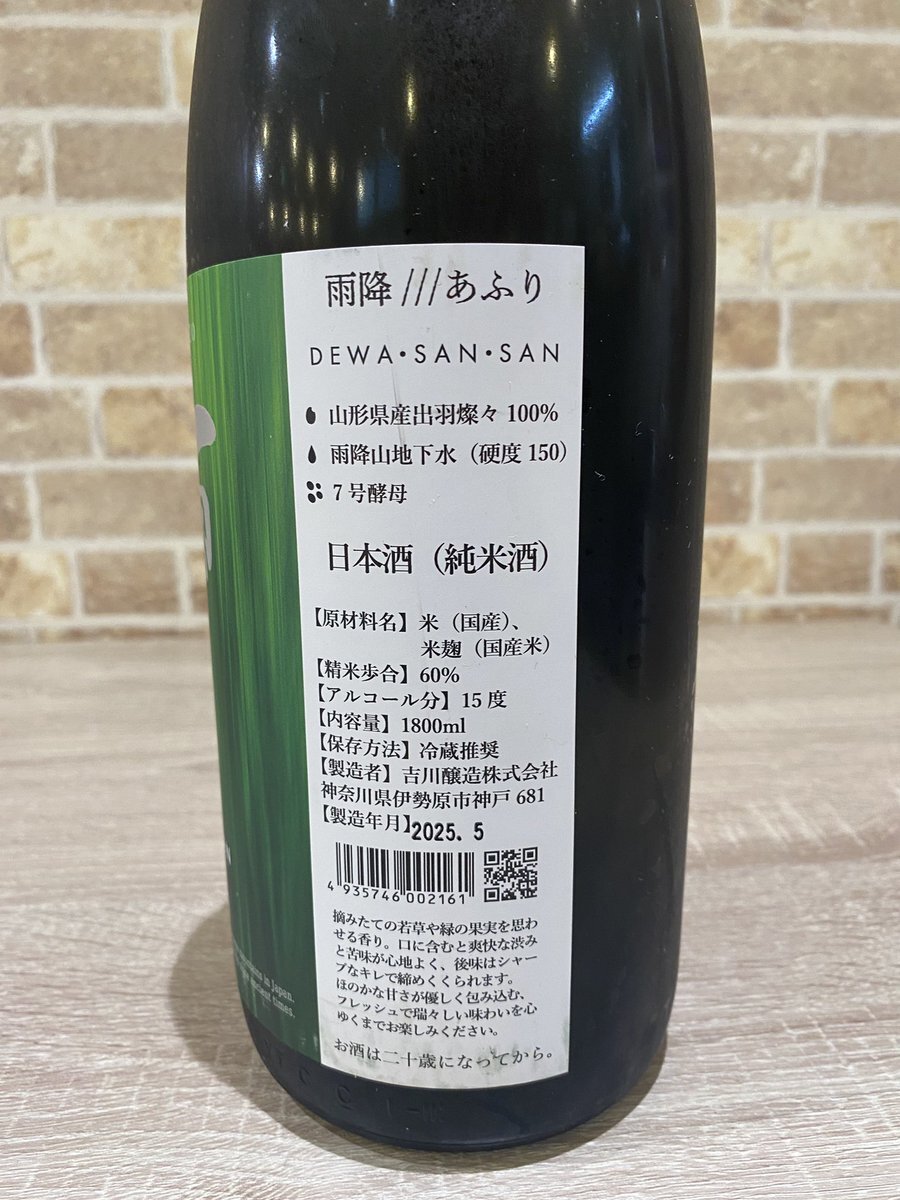 雨降///あふり
DEWA・SAN・SAN
山形県産出羽燦々 100%
雨降山地下水（硬度150）
7号酵母
日本酒（純米酒）
【原材料名】米（国産）、
米麹（国産米）
【精米歩合】60%
【アルコール分】15度
【内容量】1800ml
【保存方法】冷蔵推奨
【製造者】吉川醸造株式会社
神奈川県伊勢原市神戸681
【製造年月】2025.5
4 935746 002161
摘みたての若草や緑の果実を思わ
せる香り。口に含むと爽快な渋み
と苦味が心地よく、後味はシャー
プなキレで締めくくられます。
ほのかな甘さが優しく包み込む、
フレッシュで瑞々しい味わいを心
ゆくまでお楽しみください。
お酒は二十歳になってから。
in Japan.
times.